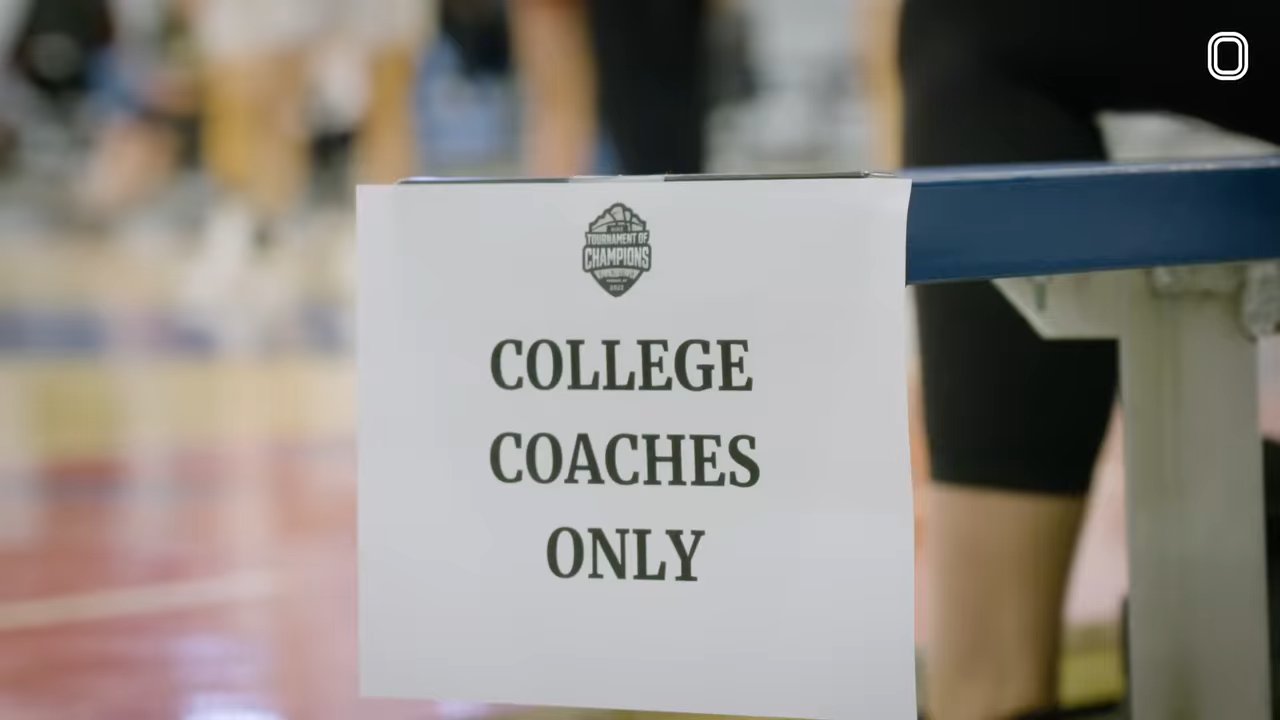 TOURNAMENT OF
CHAMPIONS
COLLEGE
COACHES
ONLY